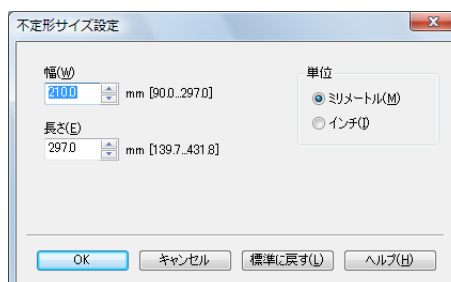 不定形サイズ設定
幅(W)
210.0 mm [90.0...297.0]
長さ(E)
297.0 mm [139.7...431.8]
単位
ミリメートル(M)
インチ(I)
OK キャンセル 標準に戻す(L) ヘルプ(H)